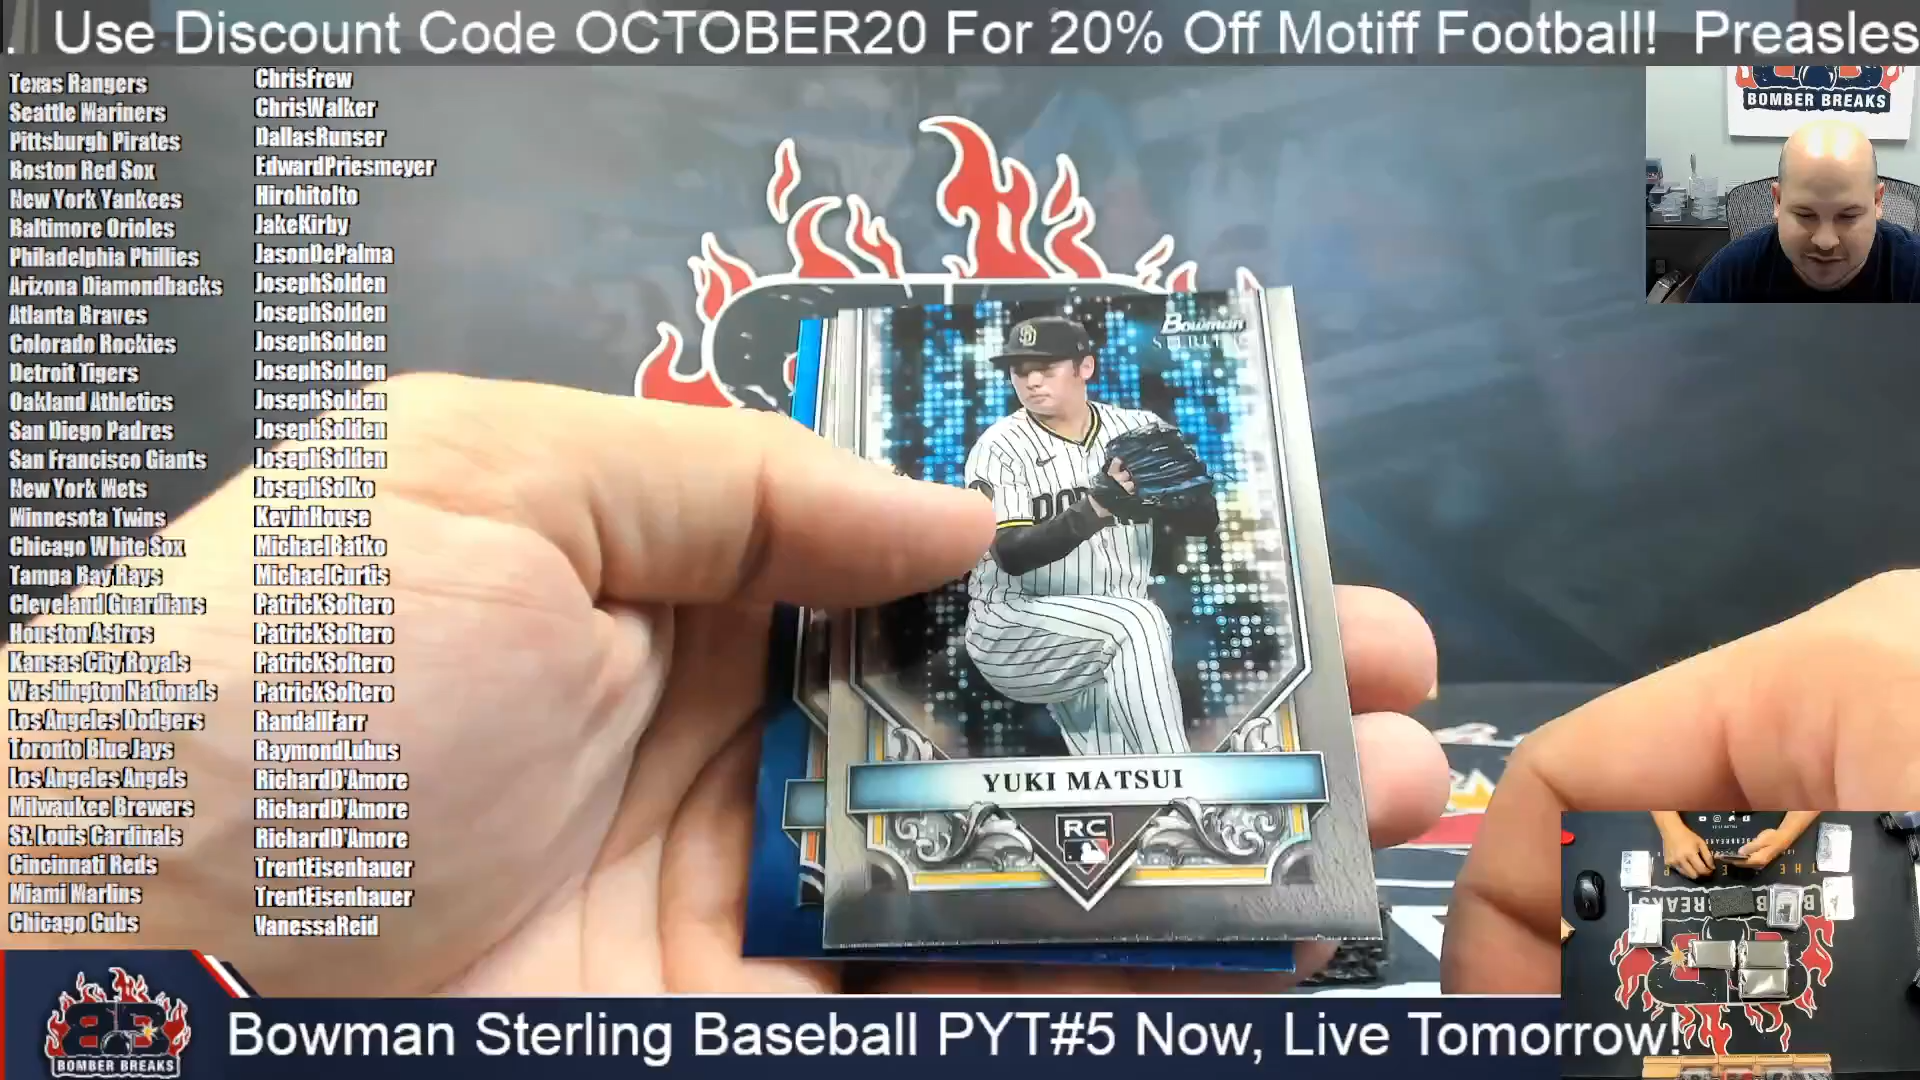 . Use Discount Code OCTOBER20 For 20% Off Motiff Football! Preasles
Texas Rangers ChrisFrew
Seattle Mariners ChrisWalker
Pittsburgh Pirates DallasRunser
Boston Red Sox EdwardPriesmeyer
New York Yankees HirohitoIto
Baltimore Orioles JakeKirby
Philadelphia Phillies JasonDePalma
Arizona Diamondbacks JosephSolden
Atlanta Braves JosephSolden
Colorado Rockies JosephSolden
Detroit Tigers JosephSolden
Oakland Athletics JosephSolden
San Diego Padres JosephSolden
San Francisco Giants JosephSolden
New York Mets JosephSolko
Minnesota Twins KevinHouse
Chicago White Sox MichaelBatko
Tampa Bay Rays MichaelCurtis
Cleveland Guardians PatrickSoltero
Houston Astros PatrickSoltero
Kansas City Royals PatrickSoltero
Washington Nationals PatrickSoltero
Los Angeles Dodgers RandallFarr
Toronto Blue Jays RaymondLubus
Los Angeles Angels RichardD'Amore
Milwaukee Brewers RichardD'Amore
St. Louis Cardinals RichardD'Amore
Cincinnati Reds TrentEisenhauer
Miami Marlins TrentEisenhauer
Chicago Cubs VanessaReid
BOMBER BREAKS
Bowman
STERLING
SD
YUKI MATSUI
RC
BREAKS
BOMBER BREAKS
Bowman Sterling Baseball PYT#5 Now, Live Tomorrow!